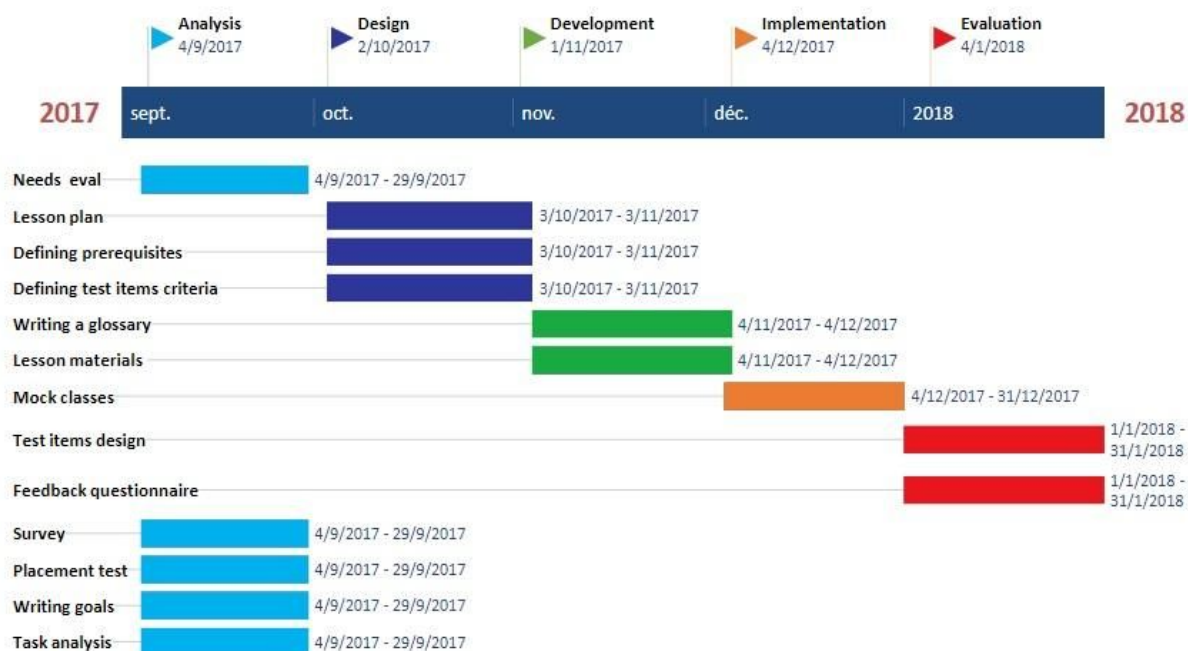 Analysis
4/9/2017
Design
2/10/2017
Development
1/11/2017
Implementation
4/12/2017
Evaluation
4/1/2018
2017
sept.
oct.
nov.
déc.
2018
2018
Needs eval
4/9/2017 - 29/9/2017
Lesson plan
3/10/2017 - 3/11/2017
Defining prerequisites
3/10/2017 - 3/11/2017
Defining test items criteria
3/10/2017 - 3/11/2017
Writing a glossary
4/11/2017 - 4/12/2017
Lesson materials
4/11/2017 - 4/12/2017
Mock classes
4/12/2017 - 31/12/2017
Test items design
1/1/2018 -
31/1/2018
Feedback questionnaire
1/1/2018 -
31/1/2018
Survey
4/9/2017 - 29/9/2017
Placement test
4/9/2017 - 29/9/2017
Writing goals
4/9/2017 - 29/9/2017
Task analysis
4/9/2017 - 29/9/2017